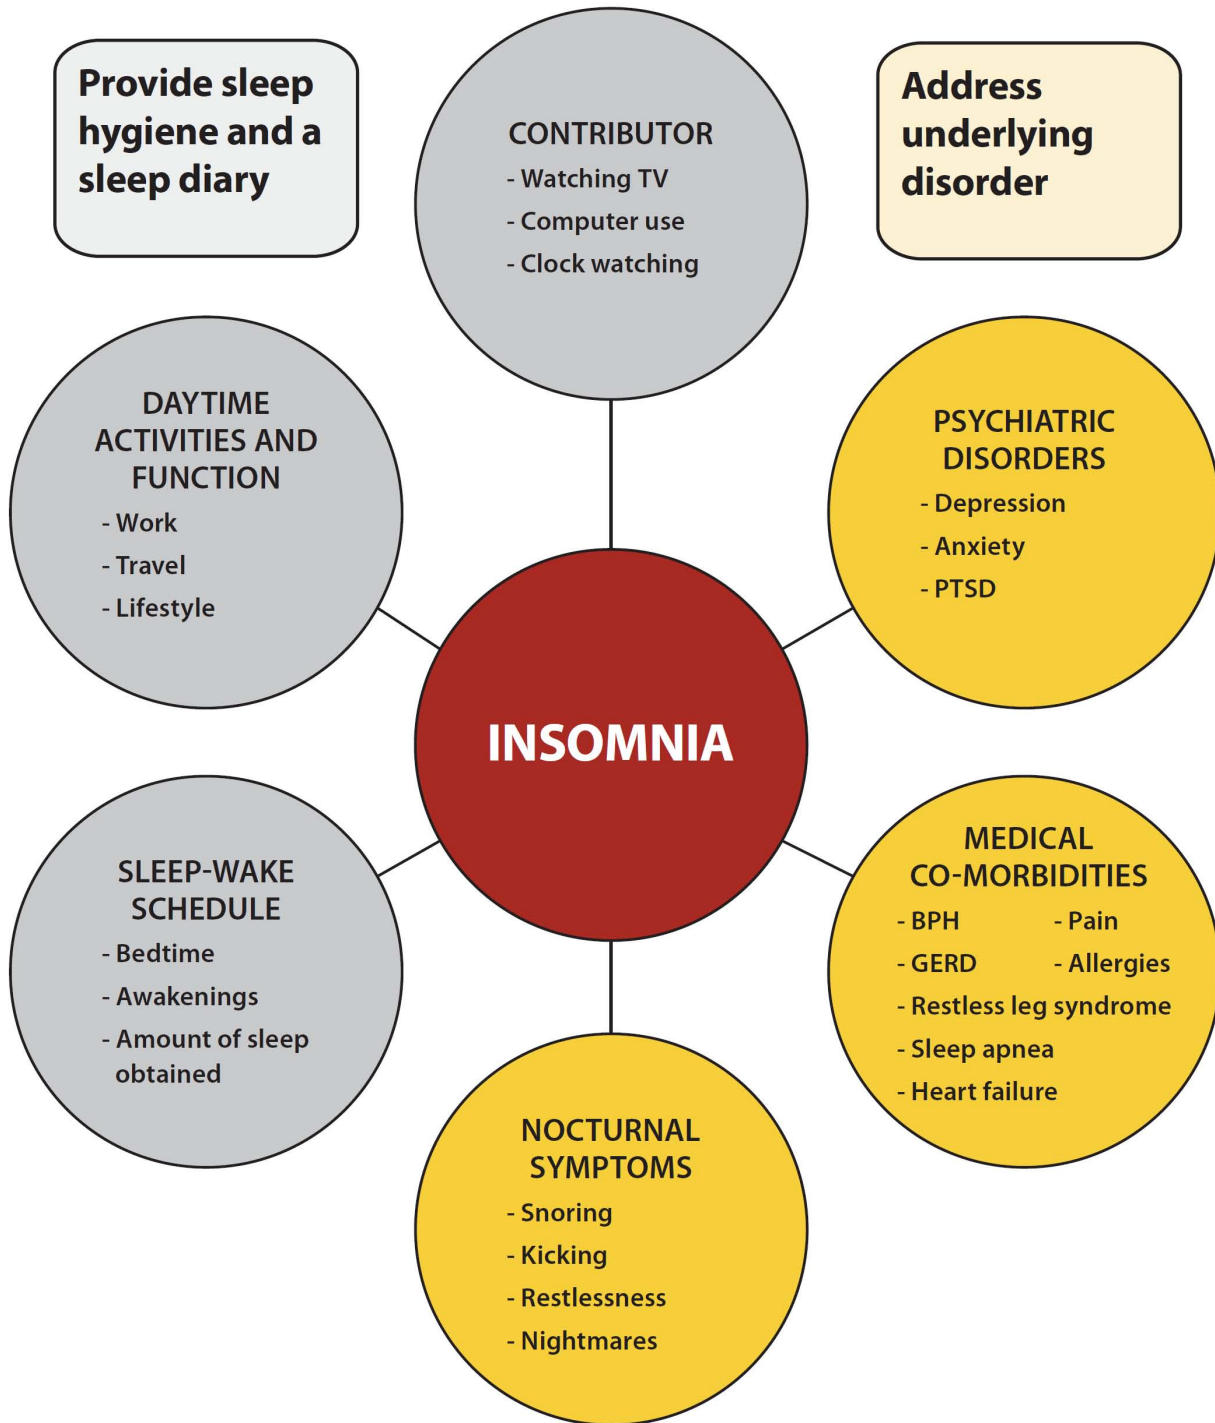 Provide sleep
hygiene and a
sleep diary
CONTRIBUTOR
- Watching TV
- Computer use
- Clock watching
Address
underlying
disorder
DAYTIME
ACTIVITIES AND
FUNCTION
- Work
- Travel
- Lifestyle
PSYCHIATRIC
DISORDERS
- Depression
- Anxiety
- PTSD
INSOMNIA
SLEEP-WAKE
SCHEDULE
- Bedtime
- Awakenings
- Amount of sleep
obtained
MEDICAL
CO-MORBIDITIES
- BPH - Pain
- GERD - Allergies
- Restless leg syndrome
- Sleep apnea
- Heart failure
NOCTURNAL
SYMPTOMS
- Snoring
- Kicking
- Restlessness
- Nightmares